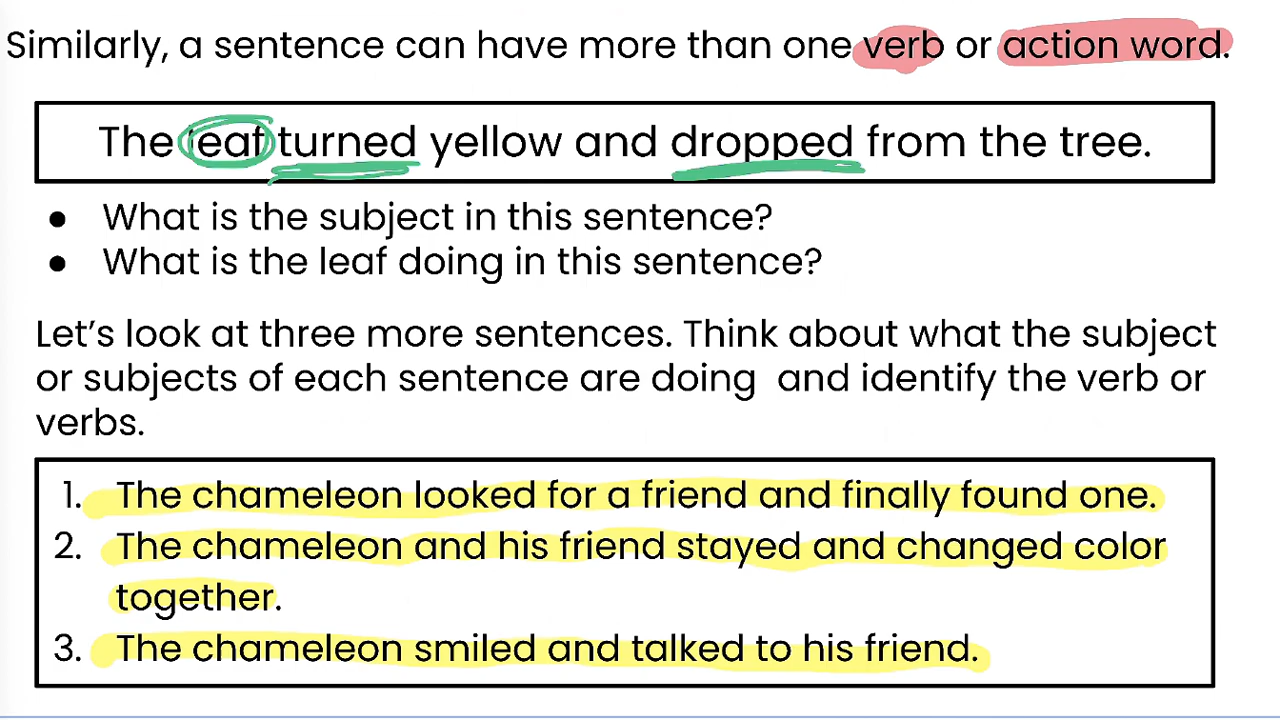 Similarly, a sentence can have more than one verb or action word.
The leaf turned yellow and dropped from the tree.
● What is the subject in this sentence?
● What is the leaf doing in this sentence?
Let's look at three more sentences. Think about what the subject
or subjects of each sentence are doing and identify the verb or
verbs.
1. The chameleon looked for a friend and finally found one.
2. The chameleon and his friend stayed and changed color
together.
3. The chameleon smiled and talked to his friend.